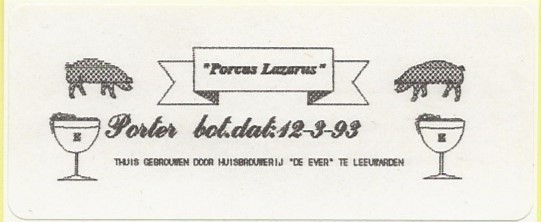 "Porcus Lazarus"
Porter bot.dat:12-3-93
E E
THUIS GEBROUWEN DOOR HUISBROUWERIJ "DE EVER" TE LEEUWARDEN